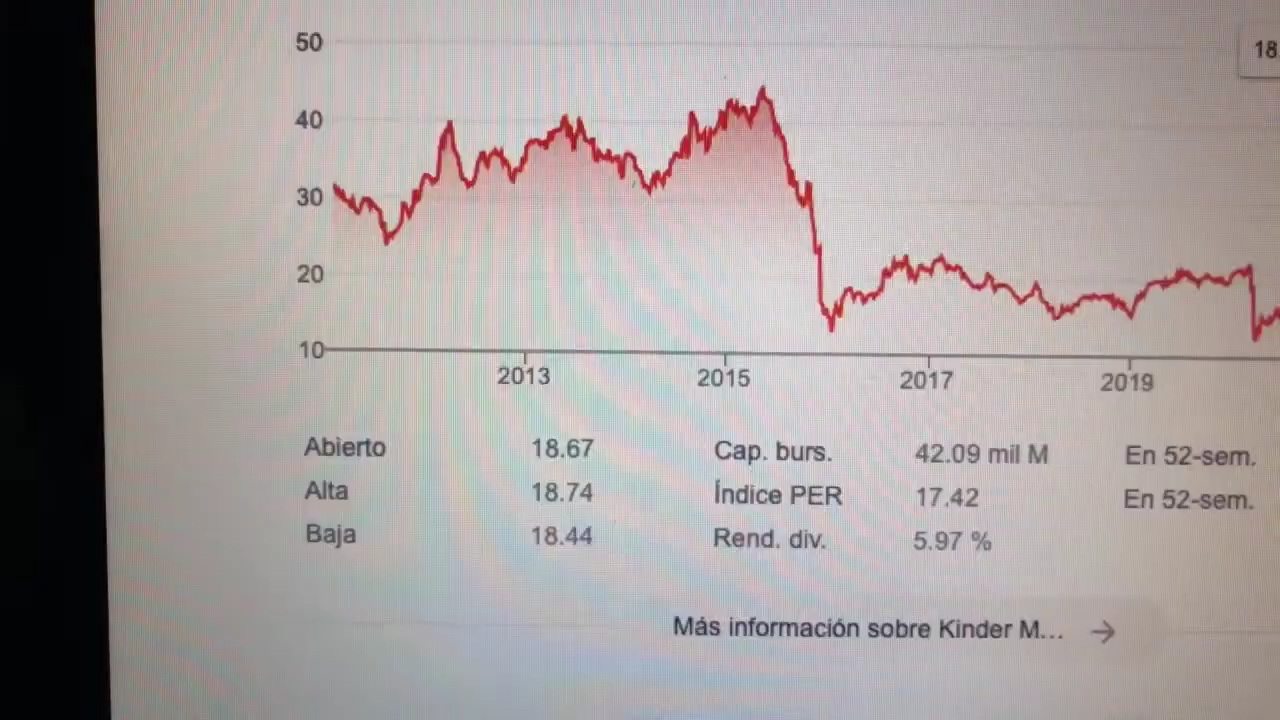 50
18
40
30
20
10
2013 2015 2017 2019
Abierto 18.67 Cap. burs. 42.09 mil M En 52-sem.
Alta 18.74 Índice PER 17.42 En 52-sem.
Baja 18.44 Rend. div. 5.97 %
Más información sobre Kinder M... →